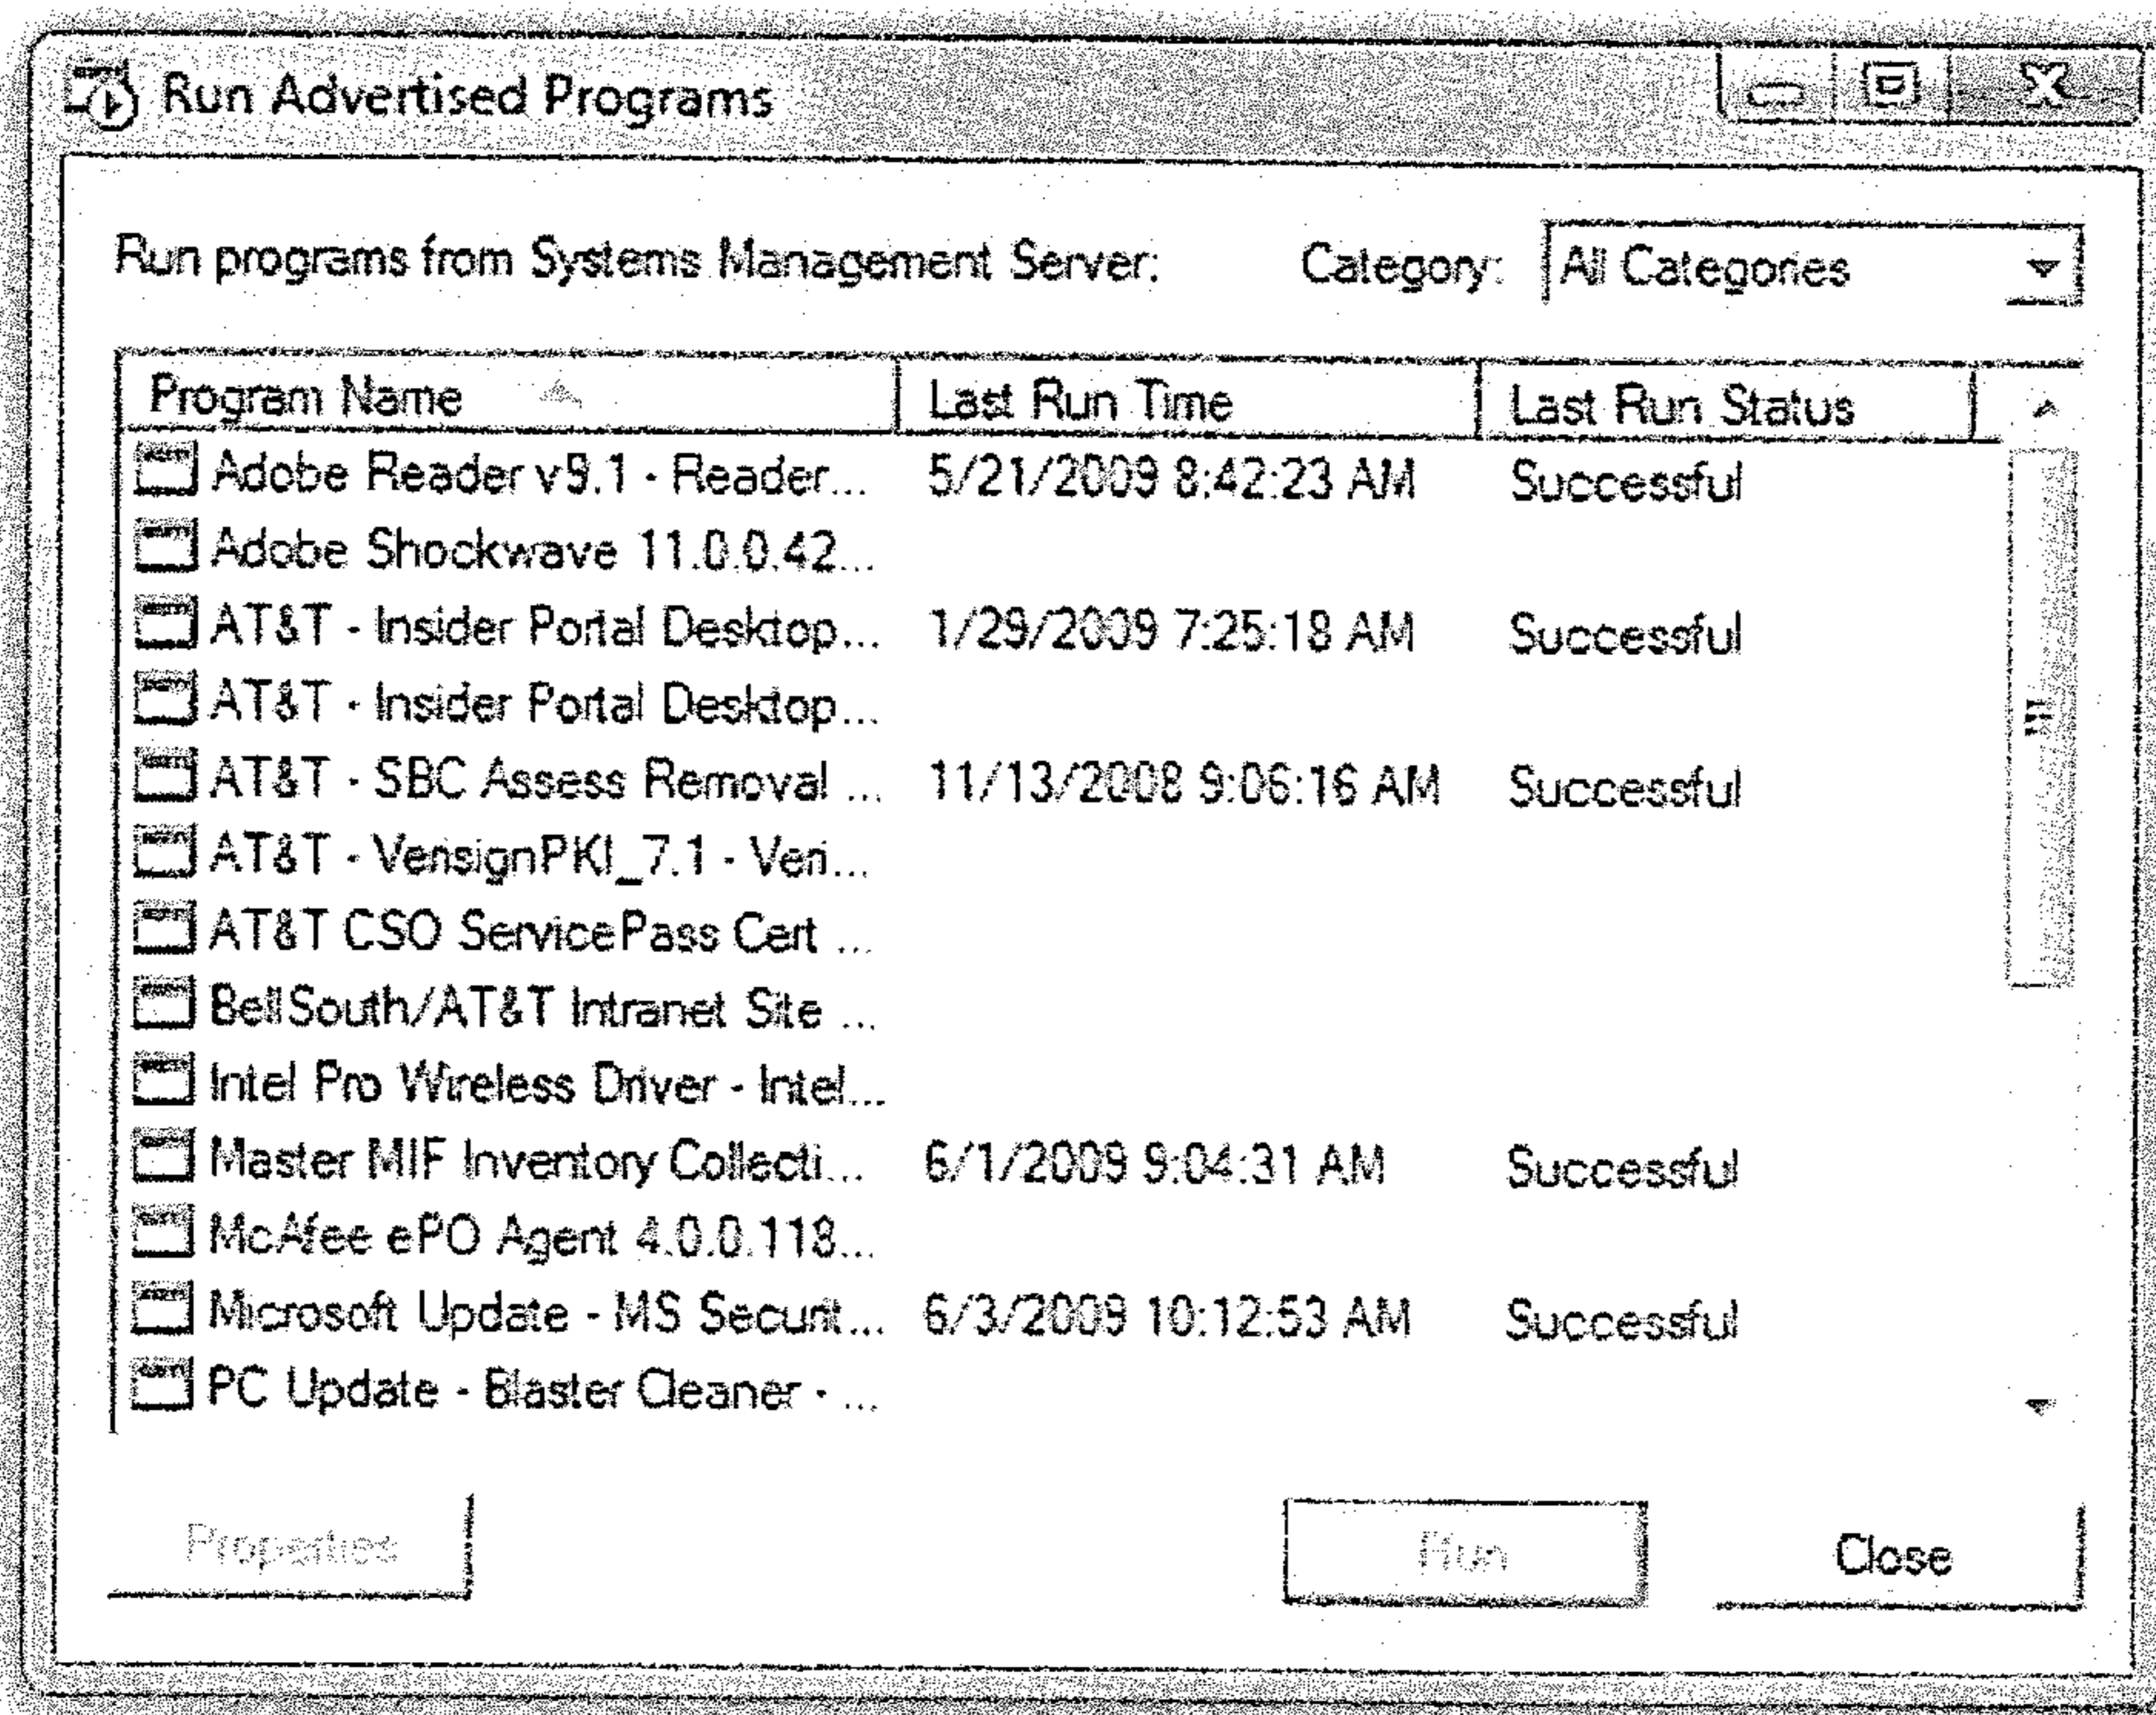 Run Advertised Programs
Run programs from Systems Management Server: Category: All Categories
Program Name Last Run Time Last Run Status
Adobe Reader v9.1 - Reader... 5/21/2009 8:42:23 AM Successful
Adobe Shockwave 11.0.0.42...
AT&T - Insider Portal Desktop... 1/29/2009 7:25:18 AM Successful
AT&T - Insider Portal Desktop...
AT&T - SBC Assess Removal ... 11/13/2008 9:06:16 AM Successful
AT&T - VerisignPKI_7.1 - Veri...
AT&T CSO ServicePass Cert ...
BellSouth/AT&T Intranet Site ...
Intel Pro Wireless Driver - Intel...
Master MIF Inventory Collecti... 6/1/2009 9:04:31 AM Successful
McAfee ePO Agent 4.0.0.118...
Microsoft Update - MS Securit... 6/3/2009 10:12:53 AM Successful
PC Update - Blaster Cleaner - ...
Properties Run Close